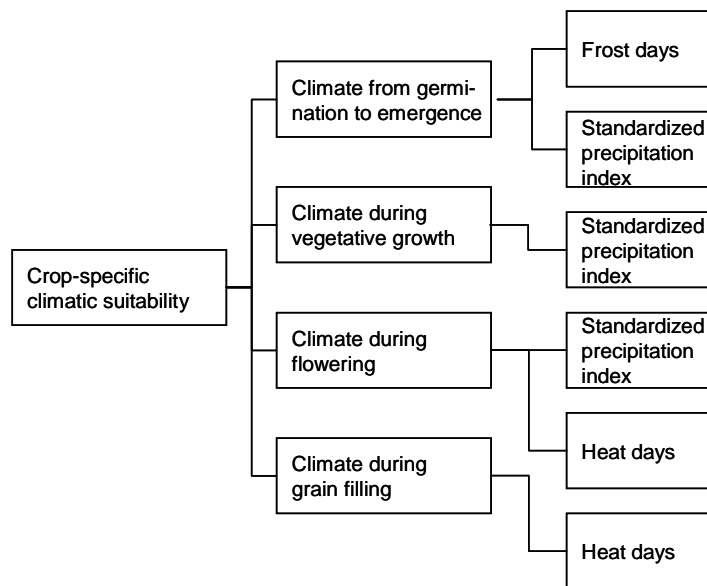 Frost days
Climate from germi-
nation to emergence
Standardized
precipitation
index
Climate during
vegetative growth
Standardized
precipitation
index
Crop-specific
climatic suitability
Climate during
flowering
Standardized
precipitation
index
Heat days
Climate during
grain filling
Heat days